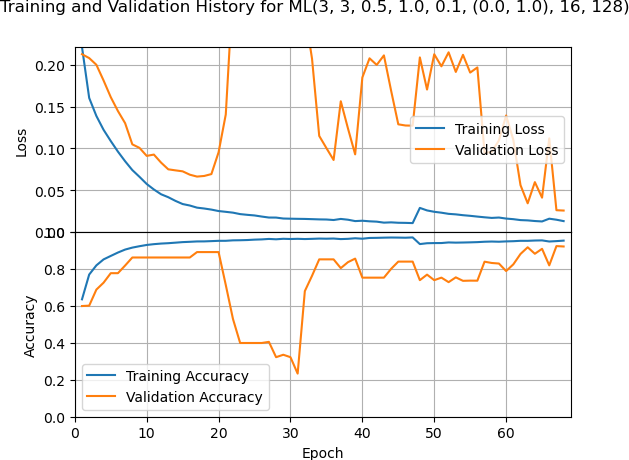 Training and Validation History for ML(3, 3, 0.5, 1.0, 0.1, (0.0, 1.0), 16, 128)
0.20
0.15
0.10
0.05
Loss
Training Loss
Validation Loss
1.0
0.8
0.6
0.4
0.2
0.0
Accuracy
Training Accuracy
Validation Accuracy
0 10 20 30 40 50 60
Epoch